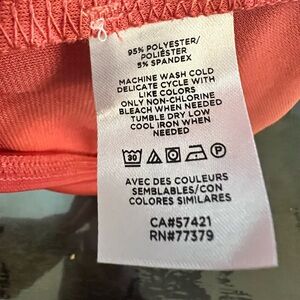 95% POLYESTER/
POLIÉSTER
5% SPANDEX
MACHINE WASH COLD
DELICATE CYCLE WITH
LIKE COLORS
ONLY NON-CHLORINE
BLEACH WHEN NEEDED
TUMBLE DRY LOW
COOL IRON WHEN
NEEDED
30
AVEC DES COULEURS
SEMBLABLES/CON
COLORES SIMILARES
CA#57421
RN#77379